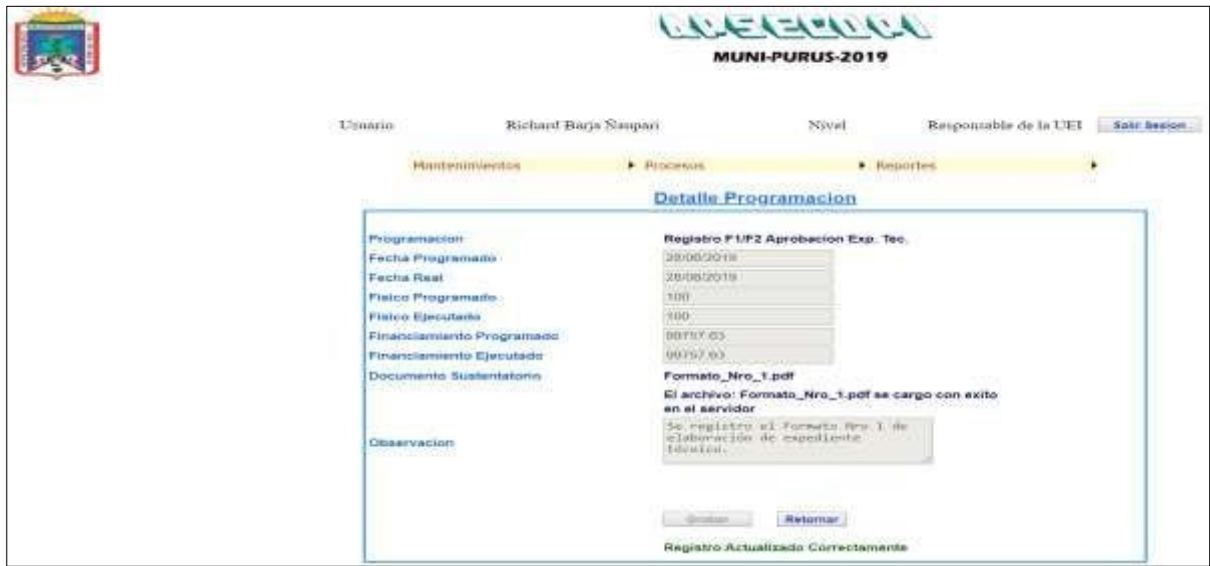 MUNI-PURUS-2019
Usuario Richard Barja Ñaupari Nivel Responsable de la UEI Salir Sesion
Mantenimientos Procesos Reportes
Detalle Programacion
Programacion Registro F1/F2 Aprobacion Exp. Tec.
Fecha Programado
Fecha Real 28/08/2019
Fisico Programado 100
Fisico Ejecutado 100
Financiamiento Programado
Financiamiento Ejecutado
Documento Sustentatorio Formato_Nro_1.pdf
El archivo: Formato_Nro_1.pdf se cargo con exito
en el servidor
Observacion Se registro el Formato Nro 1 de
elaboración de expediente
técnico.
Grabar Retornar
Registro Actualizado Correctamente